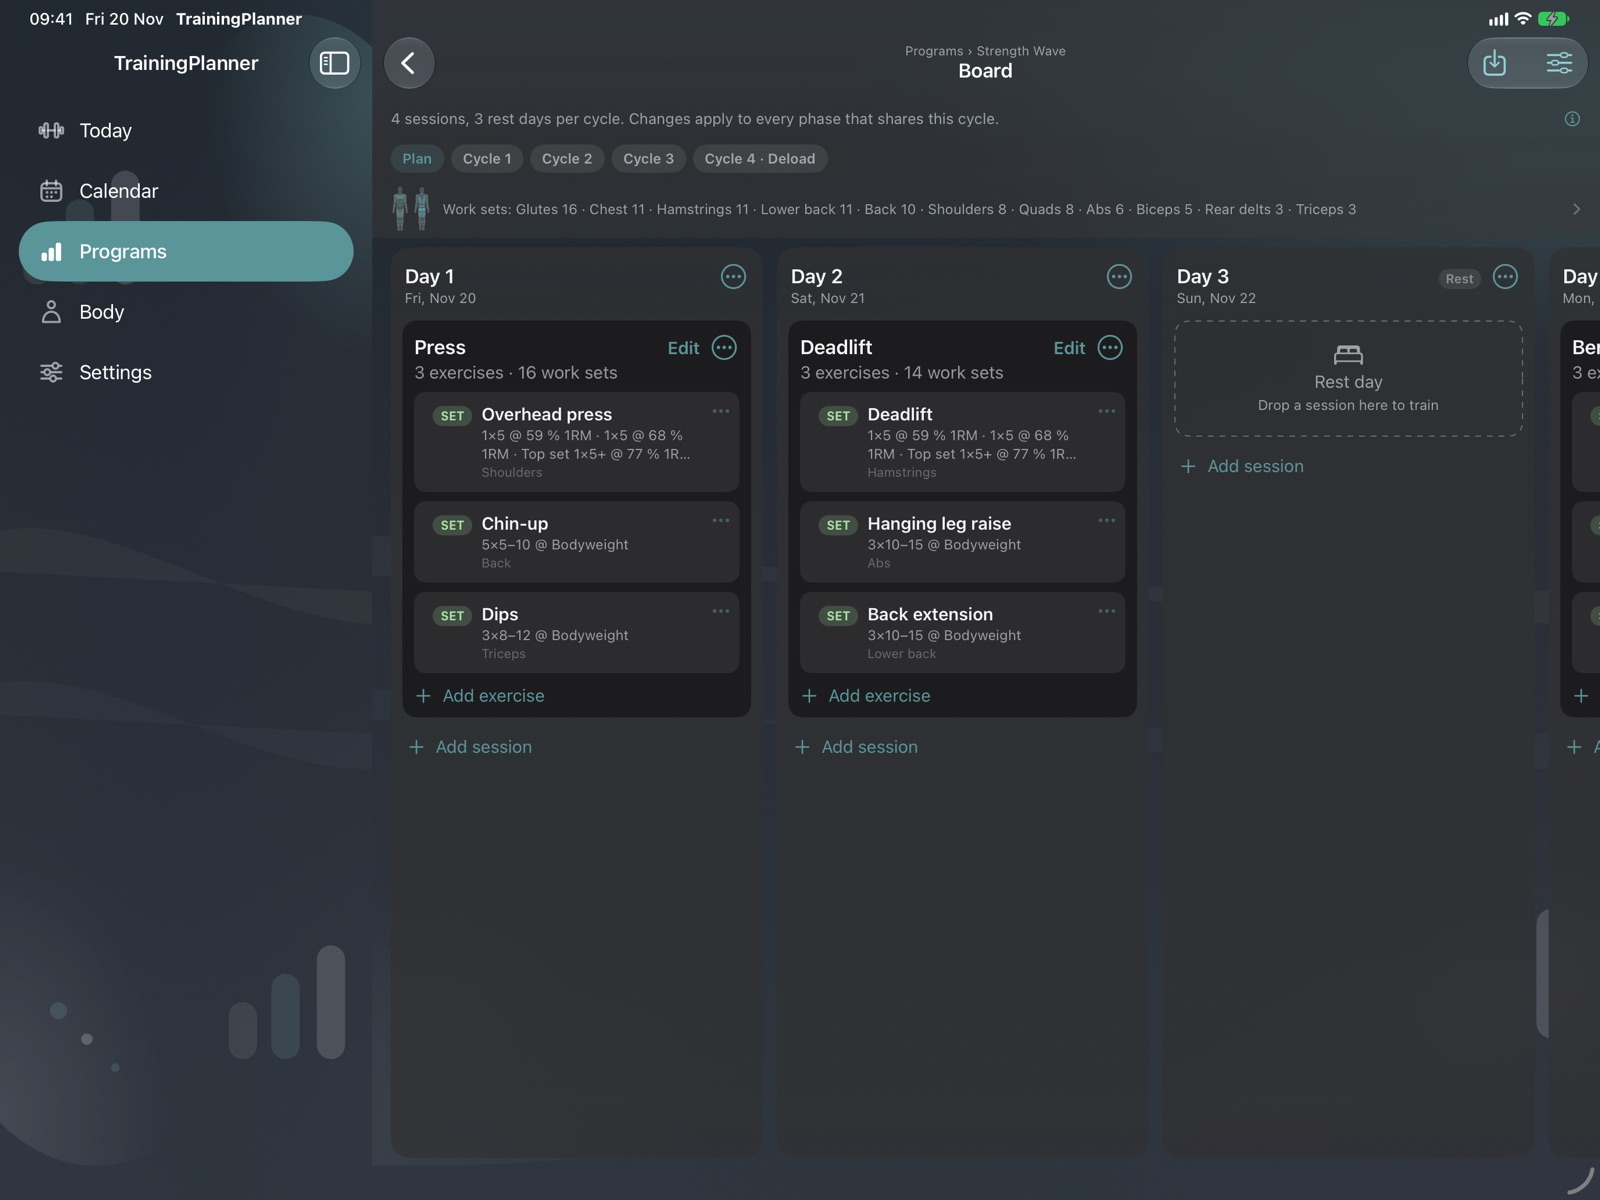 09:41 Fri 20 Nov TrainingPlanner
TrainingPlanner
Today
Calendar
Programs
Body
Settings
Programs › Strength Wave
Board
4 sessions, 3 rest days per cycle. Changes apply to every phase that shares this cycle.
Plan
Cycle 1
Cycle 2
Cycle 3
Cycle 4 · Deload
Work sets: Glutes 16 · Chest 11 · Hamstrings 11 · Lower back 11 · Back 10 · Shoulders 8 · Quads 8 · Abs 6 · Biceps 5 · Rear delts 3 · Triceps 3
Day 1
Fri, Nov 20
Press
Edit
3 exercises · 16 work sets
SET Overhead press
1×5 @ 59 % 1RM · 1×5 @ 68 %
1RM · Top set 1×5+ @ 77 % 1R...
Shoulders
SET Chin-up
5×5–10 @ Bodyweight
Back
SET Dips
3×8–12 @ Bodyweight
Triceps
+ Add exercise
+ Add session
Day 2
Sat, Nov 21
Deadlift
Edit
3 exercises · 14 work sets
SET Deadlift
1×5 @ 59 % 1RM · 1×5 @ 68 %
1RM · Top set 1×5+ @ 77 % 1R...
Hamstrings
SET Hanging leg raise
3×10–15 @ Bodyweight
Abs
SET Back extension
3×10–15 @ Bodyweight
Lower back
+ Add exercise
+ Add session
Day 3
Rest
Sun, Nov 22
Rest day
Drop a session here to train
+ Add session
Day
Mon,
Ber
3 ex
+
+